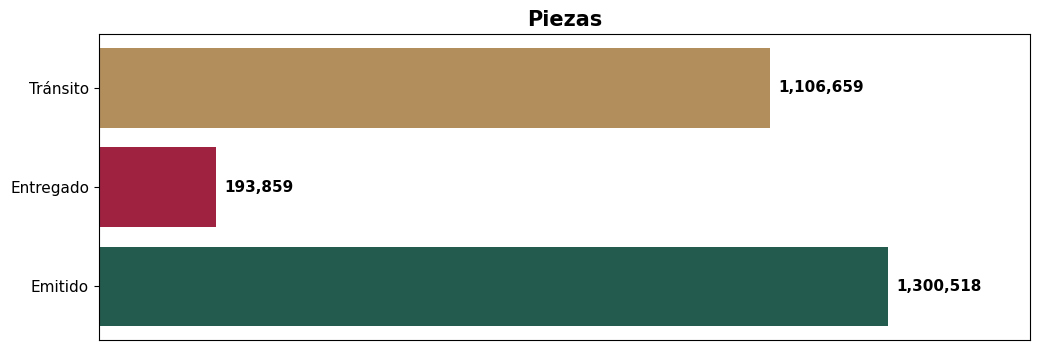 Piezas
Tránsito 1,106,659
Entregado 193,859
Emitido 1,300,518